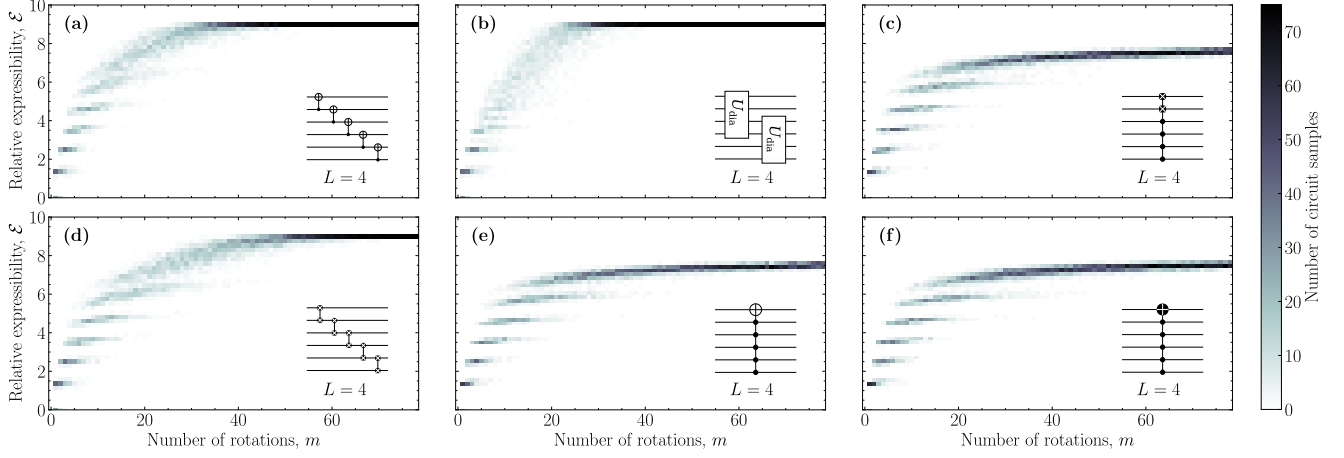 10
8
6
4
2
0
Relative expressibility, ℰ
(a)
L = 4
(b)
U_dia
U_dia
L = 4
(c)
L = 4
10
8
6
4
2
0
Relative expressibility, ℰ
(d)
L = 4
0 20 40 60
Number of rotations, m
(e)
L = 4
0 20 40 60
Number of rotations, m
(f)
L = 4
0 20 40 60
Number of rotations, m
70
60
50
40
30
20
10
0
Number of circuit samples